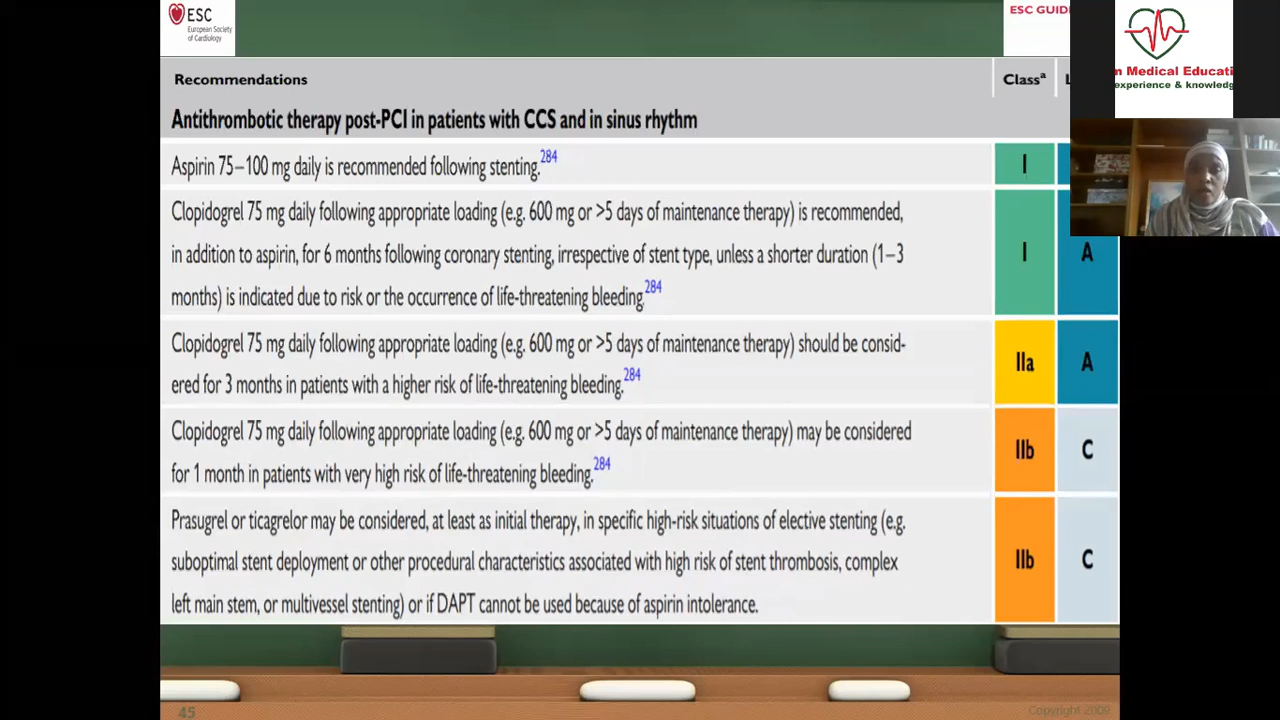 ESC
European Society
of Cardiology
ESC GUID
n Medical Educati
experience & knowledg
Recommendations
Classᵃ
L
Antithrombotic therapy post-PCI in patients with CCS and in sinus rhythm
Aspirin 75–100 mg daily is recommended following stenting.²⁸⁴
I
Clopidogrel 75 mg daily following appropriate loading (e.g. 600 mg or >5 days of maintenance therapy) is recommended,
in addition to aspirin, for 6 months following coronary stenting, irrespective of stent type, unless a shorter duration (1–3
months) is indicated due to risk or the occurrence of life-threatening bleeding.²⁸⁴
I
A
Clopidogrel 75 mg daily following appropriate loading (e.g. 600 mg or >5 days of maintenance therapy) should be consid-
ered for 3 months in patients with a higher risk of life-threatening bleeding.²⁸⁴
IIa
A
Clopidogrel 75 mg daily following appropriate loading (e.g. 600 mg or >5 days of maintenance therapy) may be considered
for 1 month in patients with very high risk of life-threatening bleeding.²⁸⁴
IIb
C
Prasugrel or ticagrelor may be considered, at least as initial therapy, in specific high-risk situations of elective stenting (e.g.
suboptimal stent deployment or other procedural characteristics associated with high risk of stent thrombosis, complex
left main stem, or multivessel stenting) or if DAPT cannot be used because of aspirin intolerance.
IIb
C
45
Copyright 2009